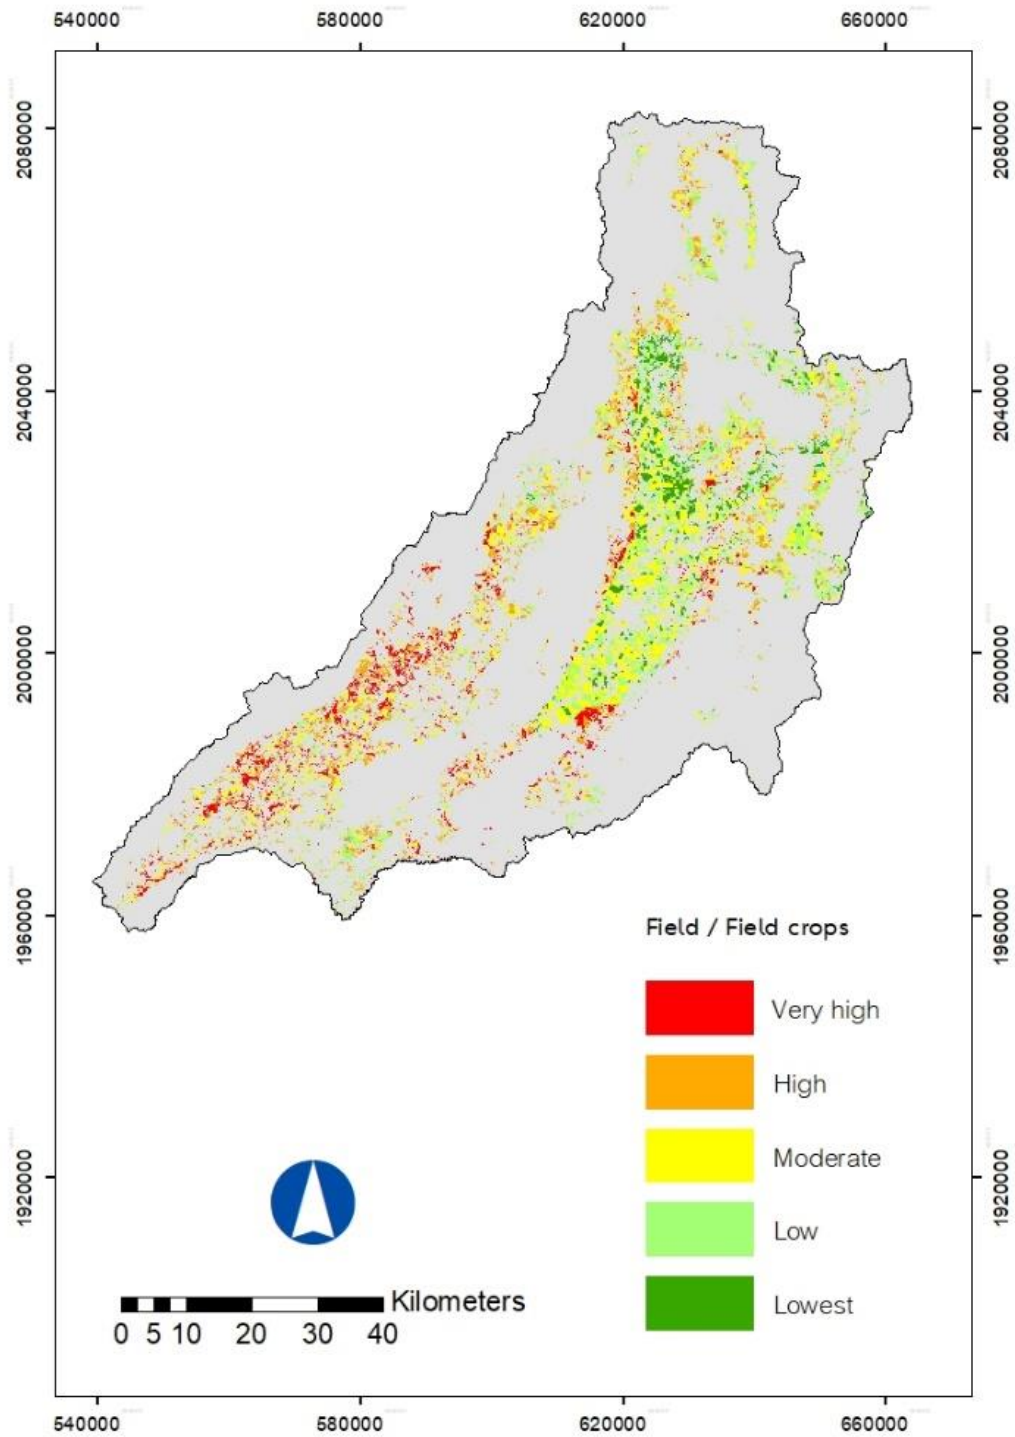 540000 580000 620000 660000
2080000 2080000
2040000 2040000
2000000 2000000
1960000 1960000
Field / Field crops
Very high
High
Moderate
1920000 1920000
Low
Kilometers
Lowest
0 5 10 20 30 40
540000 580000 620000 660000